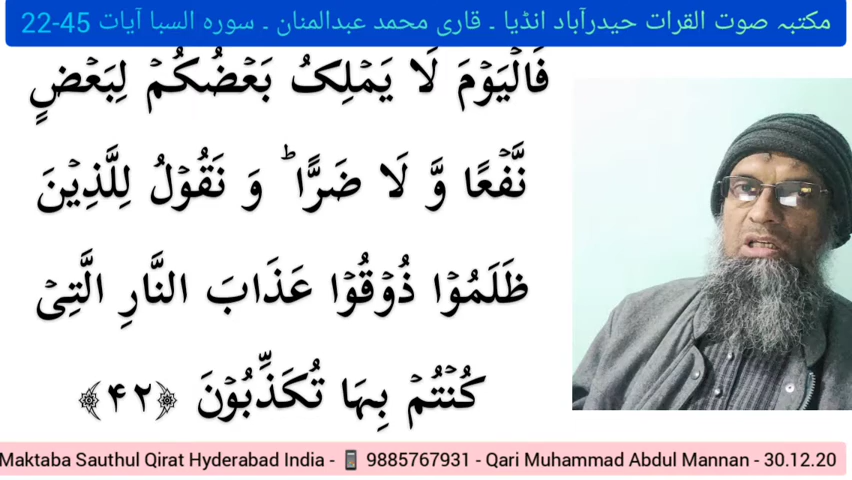 مکتبہ صوت القرات حیدرآباد انڈیا ۔ قاری محمد عبدالمنان ۔ سورہ السبا آیات 45-22
فَالۡیَوۡمَ لَا یَمۡلِکُ بَعۡضُکُمۡ لِبَعۡضٍ
نَّفۡعًا وَّ لَا ضَرًّا ؕ وَ نَقُوۡلُ لِلَّذِیۡنَ
ظَلَمُوۡا ذُوۡقُوۡا عَذَابَ النَّارِ الَّتِیۡ
کُنۡتُمۡ بِہَا تُکَذِّبُوۡنَ ﴿۴۲﴾
Maktaba Sauthul Qirat Hyderabad India - 📱 9885767931 - Qari Muhammad Abdul Mannan - 30.12.20